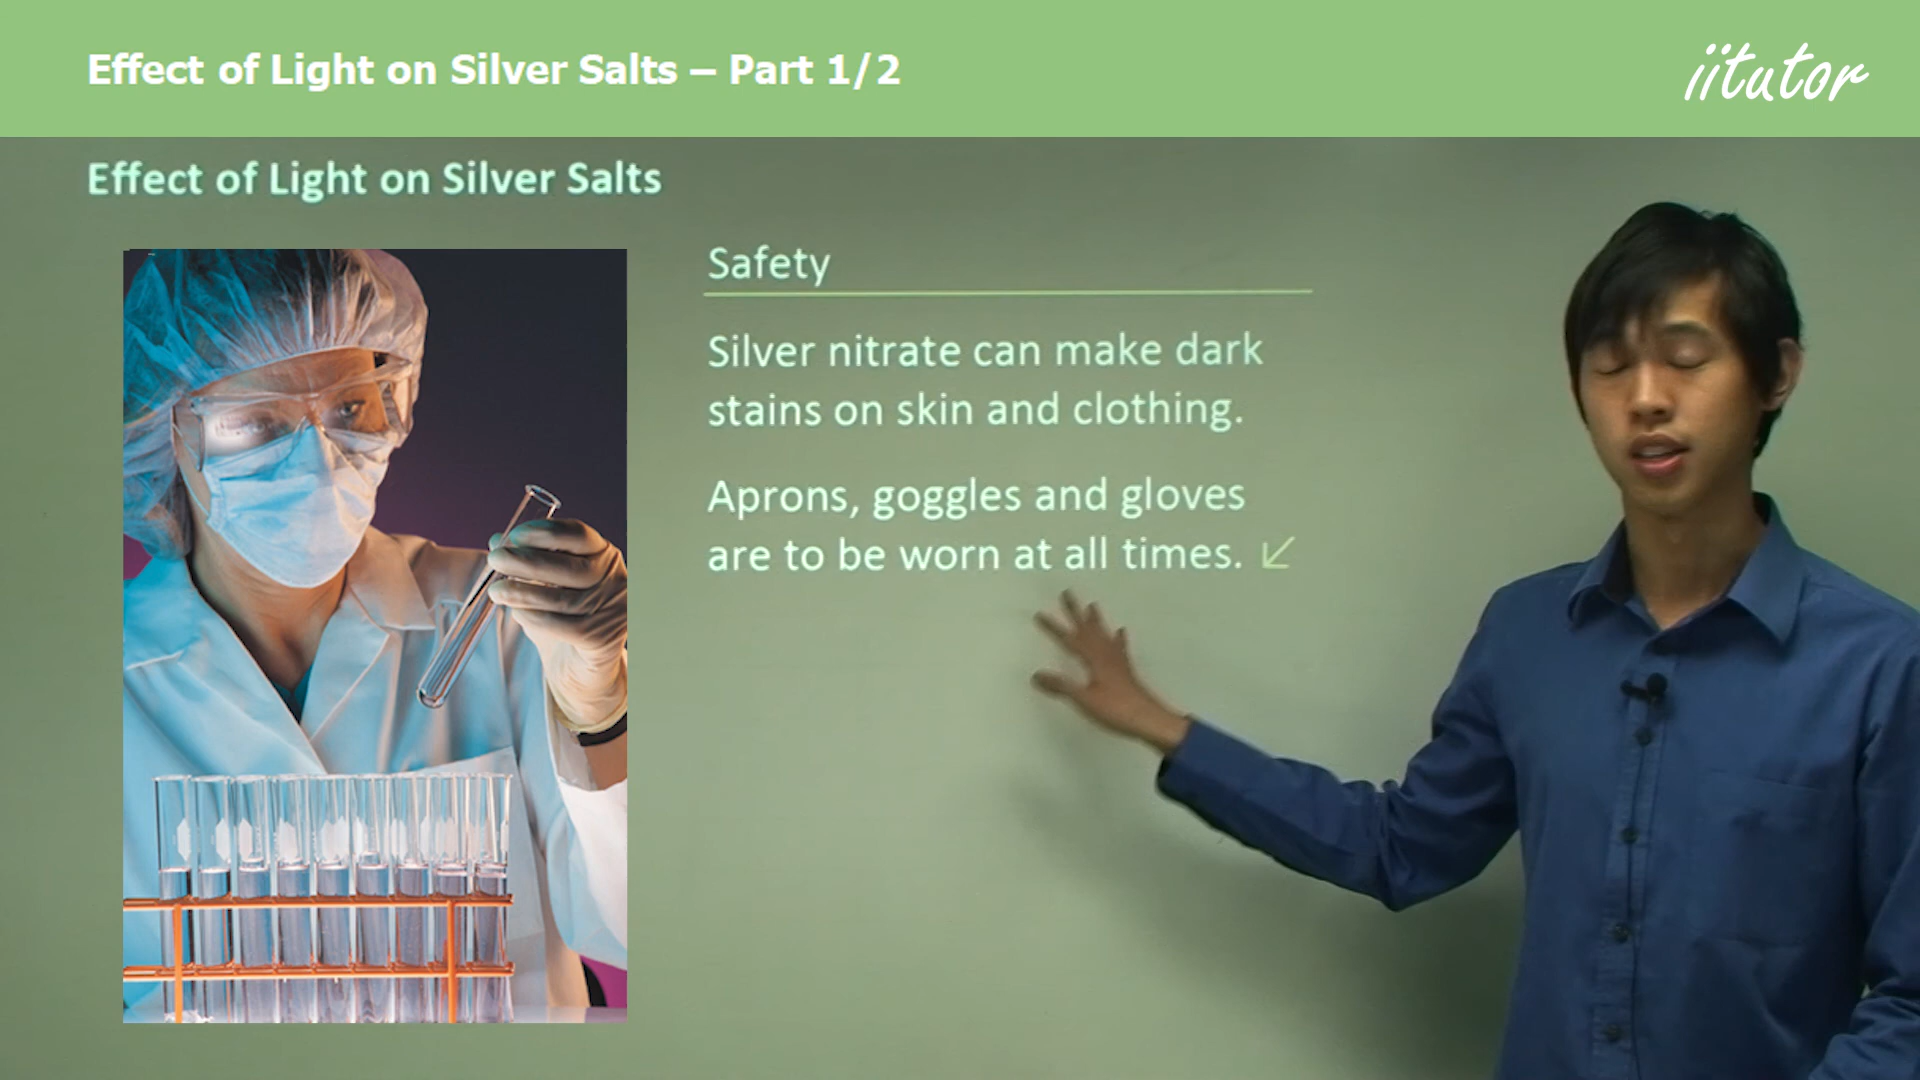 Effect of Light on Silver Salts – Part 1/2
iitutor
Effect of Light on Silver Salts
Safety
Silver nitrate can make dark
stains on skin and clothing.
Aprons, goggles and gloves
are to be worn at all times.